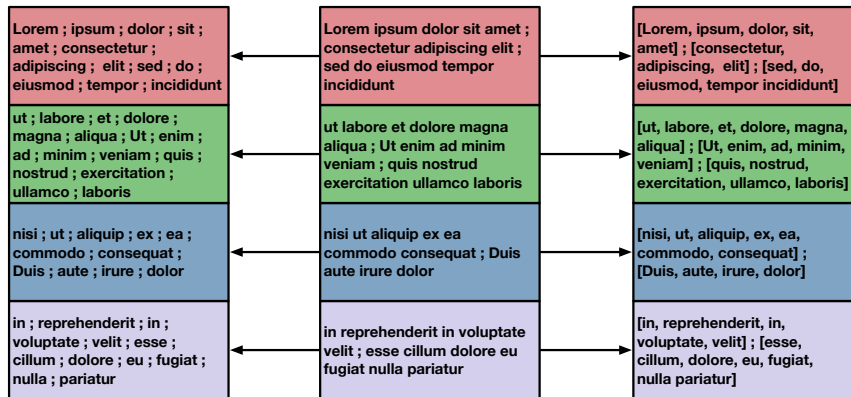 Lorem ; ipsum ; dolor ; sit ;
amet ; consectetur ;
adipiscing ; elit ; sed ; do ;
eiusmod ; tempor ; incididunt
ut ; labore ; et ; dolore ;
magna ; aliqua ; Ut ; enim ;
ad ; minim ; veniam ; quis ;
nostrud ; exercitation ;
ullamco ; laboris
nisi ; ut ; aliquip ; ex ; ea ;
commodo ; consequat ;
Duis ; aute ; irure ; dolor
in ; reprehenderit ; in ;
voluptate ; velit ; esse ;
cillum ; dolore ; eu ; fugiat ;
nulla ; pariatur
Lorem ipsum dolor sit amet ;
consectetur adipiscing elit ;
sed do eiusmod tempor
incididunt
ut labore et dolore magna
aliqua ; Ut enim ad minim
veniam ; quis nostrud
exercitation ullamco laboris
nisi ut aliquip ex ea
commodo consequat ; Duis
aute irure dolor
in reprehenderit in voluptate
velit ; esse cillum dolore eu
fugiat nulla pariatur
[Lorem, ipsum, dolor, sit,
amet] ; [consectetur,
adipiscing, elit] ; [sed, do,
eiusmod, tempor incididunt]
[ut, labore, et, dolore, magna,
aliqua] ; [Ut, enim, ad, minim,
veniam] ; [quis, nostrud,
exercitation, ullamco, laboris]
[nisi, ut, aliquip, ex, ea,
commodo, consequat] ;
[Duis, aute, irure, dolor]
[in, reprehenderit, in,
voluptate, velit] ; [esse,
cillum, dolore, eu, fugiat,
nulla pariatur]